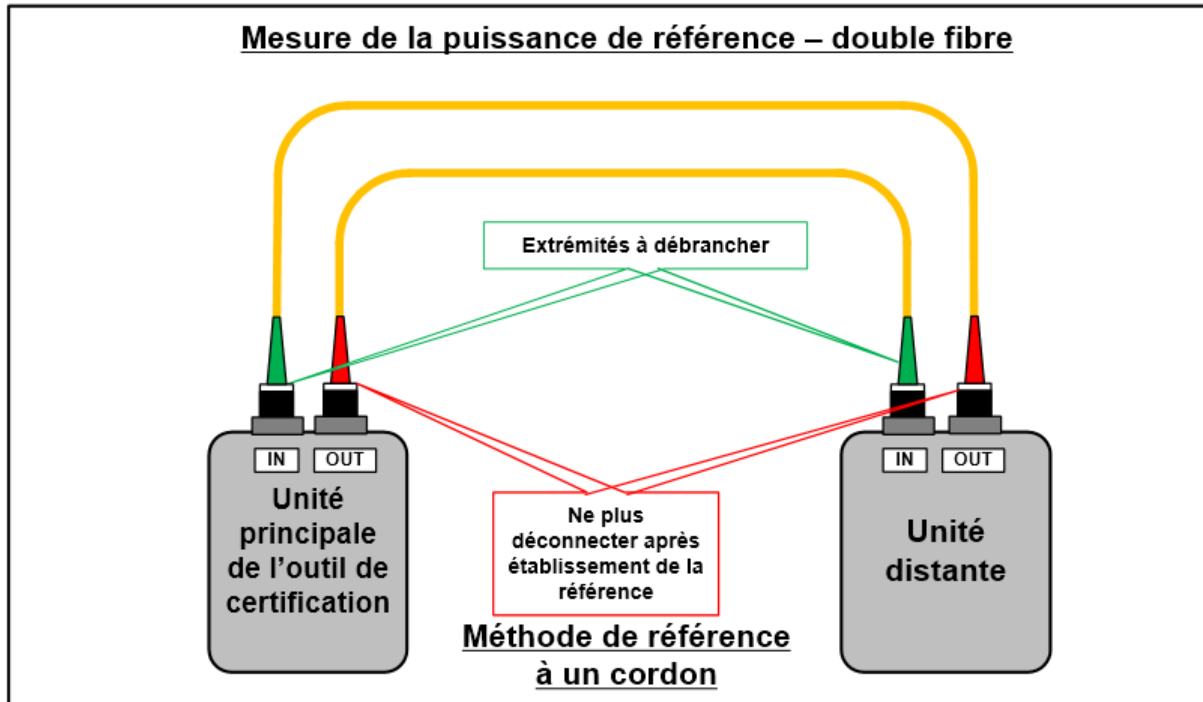 Mesure de la puissance de référence – double fibre
Extrémités à débrancher
IN
OUT
IN
OUT
Unité
principale
de l'outil de
certification
Ne plus
déconnecter après
établissement de la
référence
Unité
distante
Méthode de référence
à un cordon